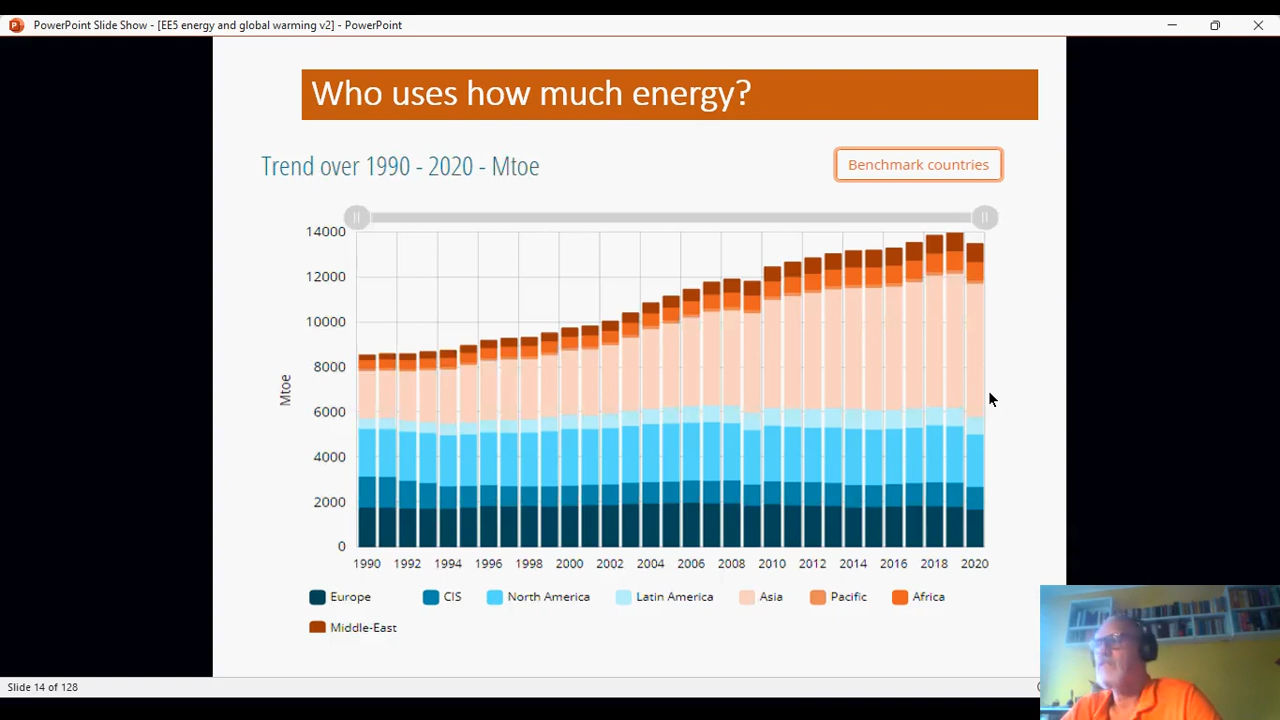 PowerPoint Slide Show - [EE5 energy and global warming v2] - PowerPoint
Who uses how much energy?
Trend over 1990 - 2020 - Mtoe
Benchmark countries
14000
12000
10000
8000
6000
4000
2000
0
Mtoe
1990 1992 1994 1996 1998 2000 2002 2004 2006 2008 2010 2012 2014 2016 2018 2020
Europe CIS North America Latin America Asia Pacific Africa
Middle-East
Slide 14 of 128